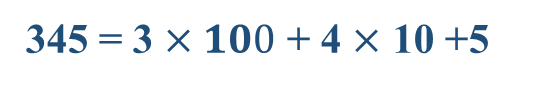 345 = 3 × 100 + 4 × 10 +5